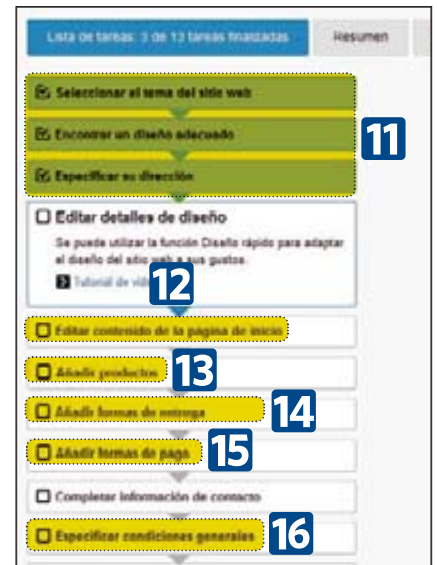 Lista de tareas: 3 de 13 tareas finalizadas Resumen
Seleccionar el tema del sitio web
Encontrar un diseño adecuado
11
Especificar su dirección
Editar detalles de diseño
Se puede utilizar la función Diseño rápido para adaptar
el diseño del sitio web a sus gustos.
Tutorial de
12
Editar contenido de la pagina de inicio
Añadir productos
13
Añadir formas de entrega
14
Añadir formas de pago
15
Completar información de contacto
Especificar condiciones generales
16